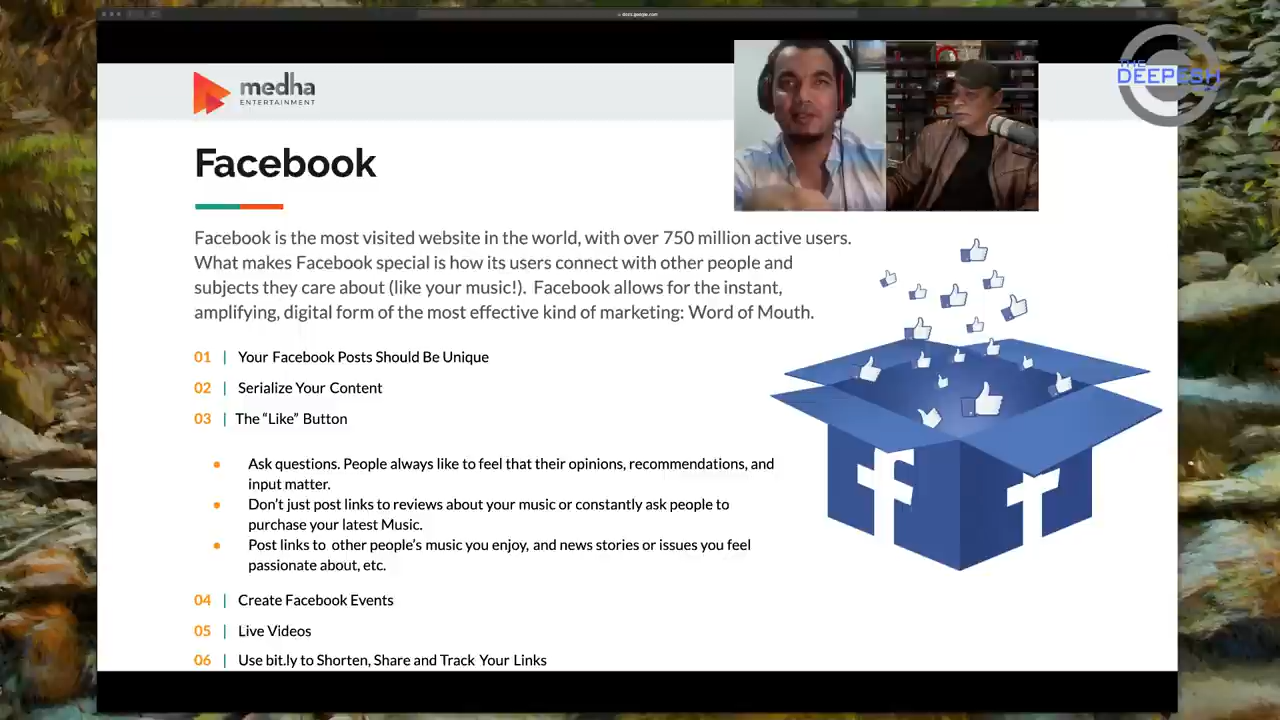 docs.google.com
THE
DEEPESH
medha
ENTERTAINMENT
Facebook
Facebook is the most visited website in the world, with over 750 million active users.
What makes Facebook special is how its users connect with other people and
subjects they care about (like your music!). Facebook allows for the instant,
amplifying, digital form of the most effective kind of marketing: Word of Mouth.
01 | Your Facebook Posts Should Be Unique
02 | Serialize Your Content
03 | The “Like” Button
• Ask questions. People always like to feel that their opinions, recommendations, and
input matter.
• Don’t just post links to reviews about your music or constantly ask people to
purchase your latest Music.
• Post links to other people’s music you enjoy, and news stories or issues you feel
passionate about, etc.
04 | Create Facebook Events
05 | Live Videos
06 | Use bit.ly to Shorten, Share and Track Your Links